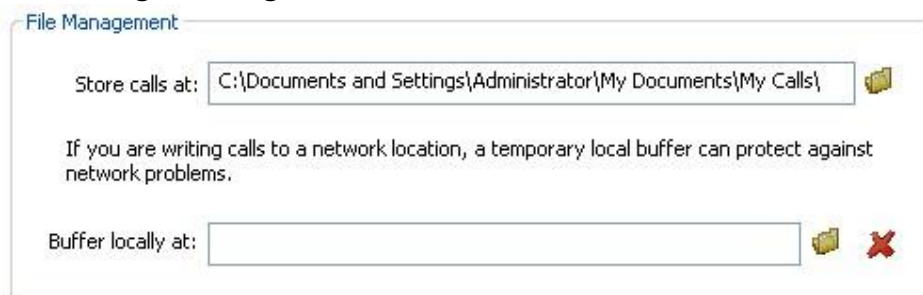 File Management
Store calls at: C:\Documents and Settings\Administrator\My Documents\My Calls\
If you are writing calls to a network location, a temporary local buffer can protect against
network problems.
Buffer locally at: